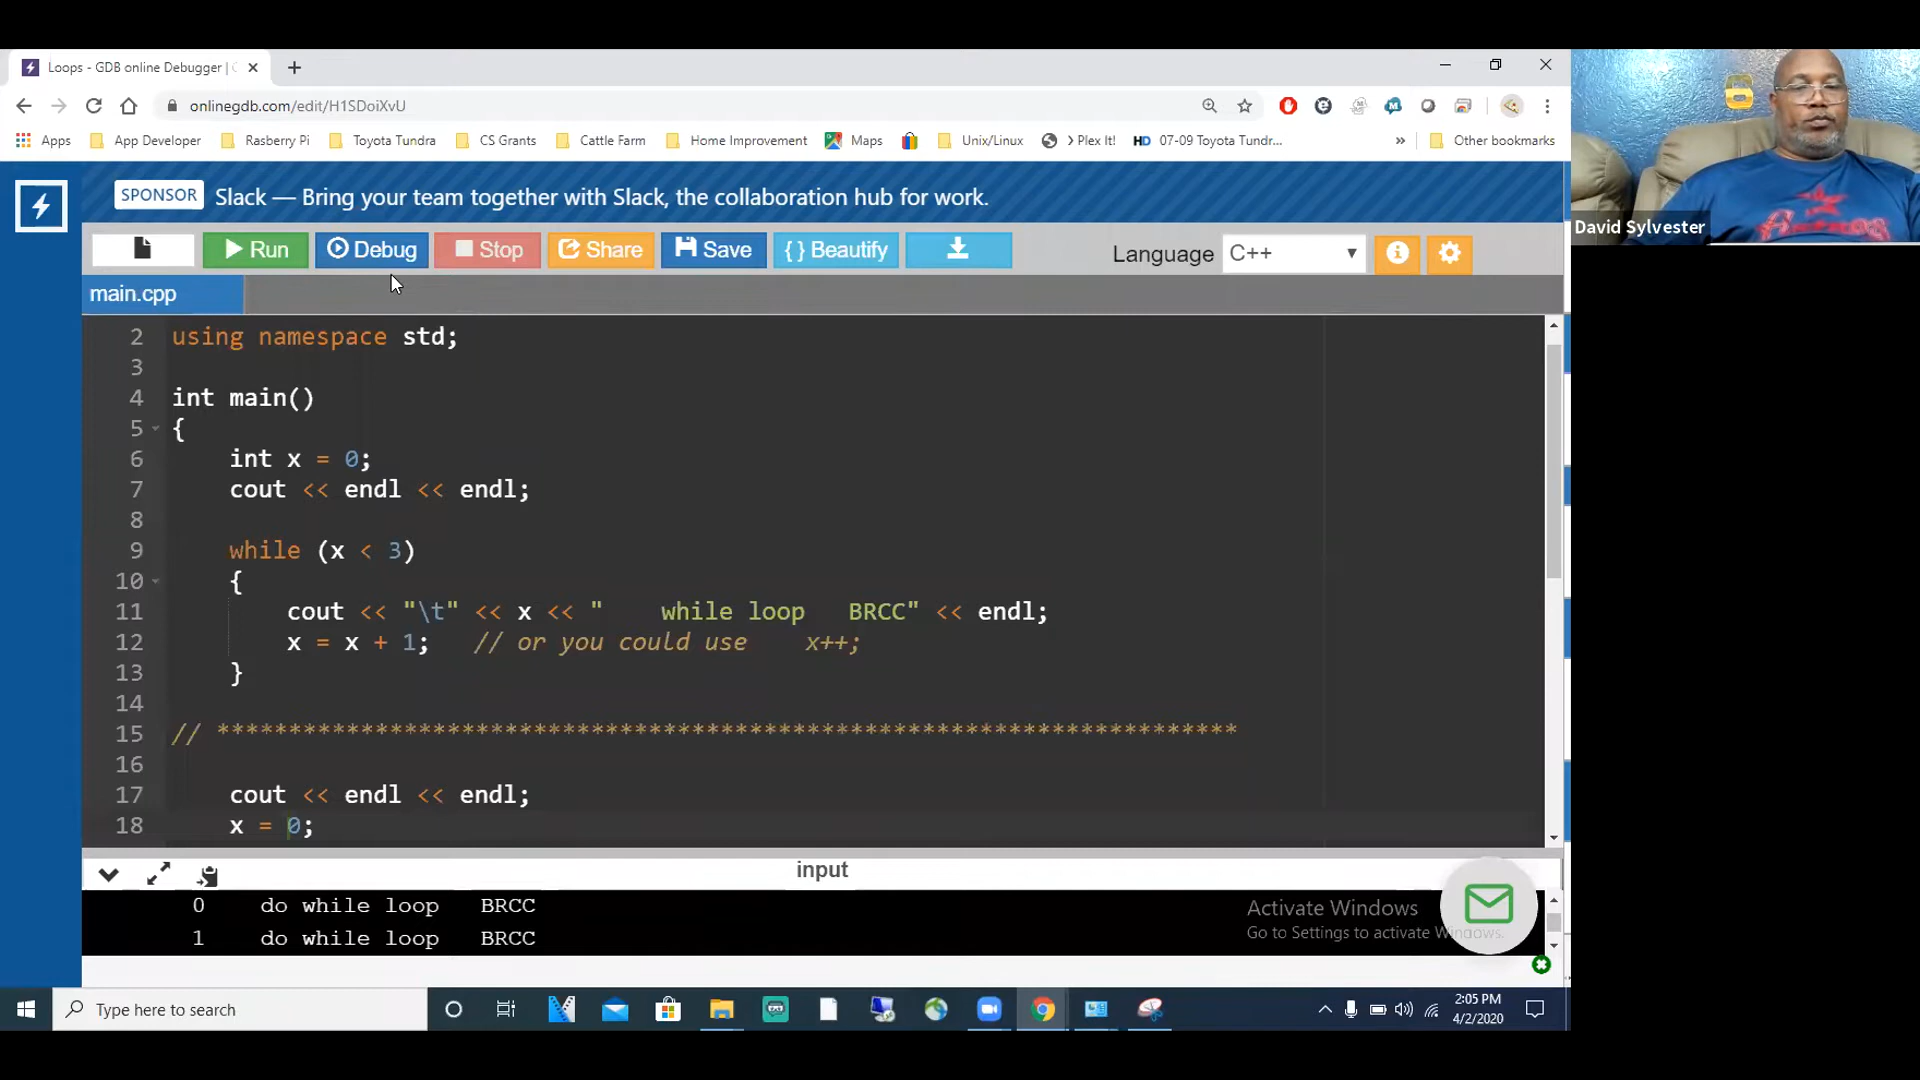 Loops - GDB online Debugger |
onlinegdb.com/edit/H1SDoiXvU
Apps
App Developer
Rasberry Pi
Toyota Tundra
CS Grants
Cattle Farm
Home Improvement
Maps
Unix/Linux
> Plex It!
HD 07-09 Toyota Tundr...
»
Other bookmarks
David Sylvester
SPONSOR Slack — Bring your team together with Slack, the collaboration hub for work.
Run
Debug
Stop
Share
Save
{ } Beautify
Language
C++
main.cpp
2 using namespace std;
3
4 int main()
5 {
6 int x = 0;
7 cout << endl << endl;
8
9 while (x < 3)
10 {
11 cout << "\t" << x << "    while loop   BRCC" << endl;
12 x = x + 1;   // or you could use    x++;
13 }
14
15 // ***********************************************************************
16
17 cout << endl << endl;
18 x = 0;
input
0    do while loop   BRCC
1    do while loop   BRCC
Activate Windows
Go to Settings to activate Windows.
Type here to search
2:05 PM
4/2/2020